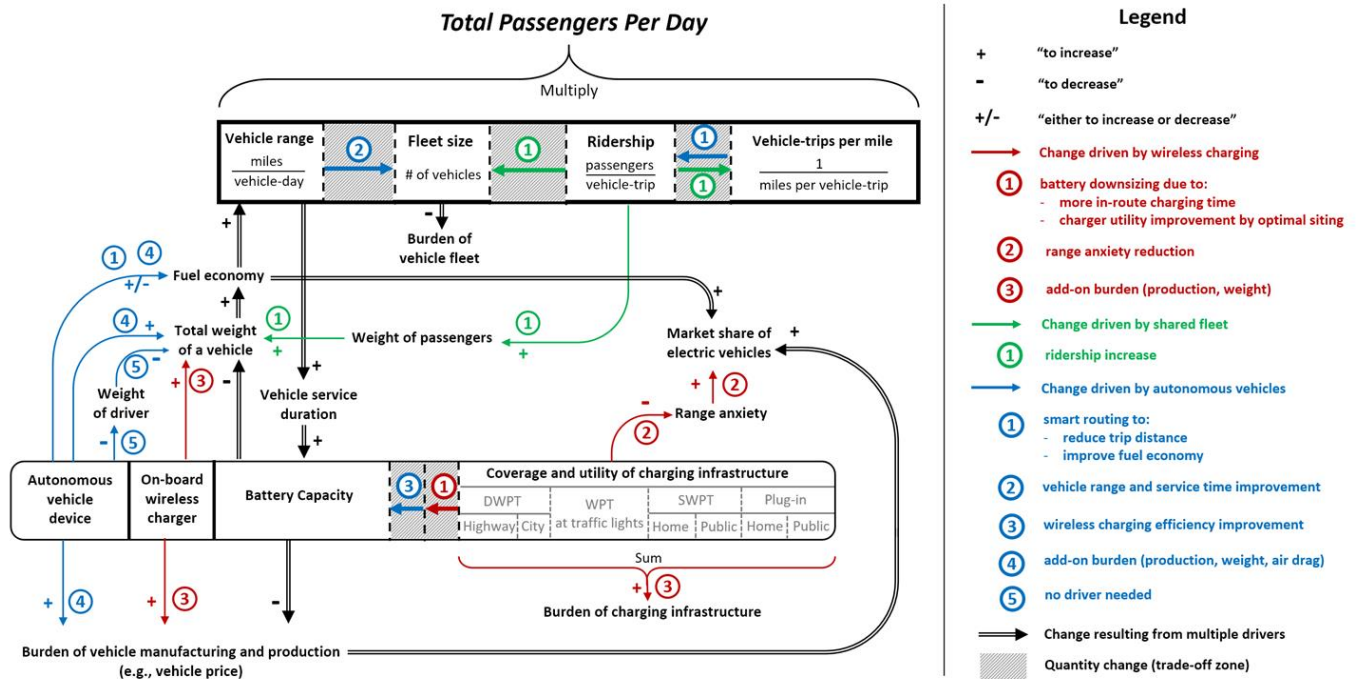 Total Passengers Per Day
Multiply
Vehicle range
miles
vehicle-day
2
Fleet size
# of vehicles
1
Ridership
passengers
vehicle-trip
1
1
Vehicle-trips per mile
1
miles per vehicle-trip
+
-
Burden of
vehicle fleet
1 4
+/-
Fuel economy
+
+
4 +
Total weight
of a vehicle
1
+
Weight of passengers
1
+
Market share of
electric vehicles
+
5 -
+ 3
-
+
Weight
of driver
Vehicle service
duration
+ 2
- 
Range anxiety
2
- 5
+
Autonomous
vehicle
device
On-board
wireless
charger
Battery Capacity
3
1
Coverage and utility of charging infrastructure
DWPT
WPT
at traffic lights
SWPT
Plug-in
Highway City
Home Public
Home Public
Sum
+ 4
+ 3
-
+ 3
Burden of charging infrastructure
Burden of vehicle manufacturing and production
(e.g., vehicle price)
Legend
+ “to increase”
- “to decrease”
+/- “either to increase or decrease”
Change driven by wireless charging
1 battery downsizing due to:
- more in-route charging time
- charger utility improvement by optimal siting
2 range anxiety reduction
3 add-on burden (production, weight)
Change driven by shared fleet
1 ridership increase
Change driven by autonomous vehicles
1 smart routing to:
- reduce trip distance
- improve fuel economy
2 vehicle range and service time improvement
3 wireless charging efficiency improvement
4 add-on burden (production, weight, air drag)
5 no driver needed
Change resulting from multiple drivers
Quantity change (trade-off zone)